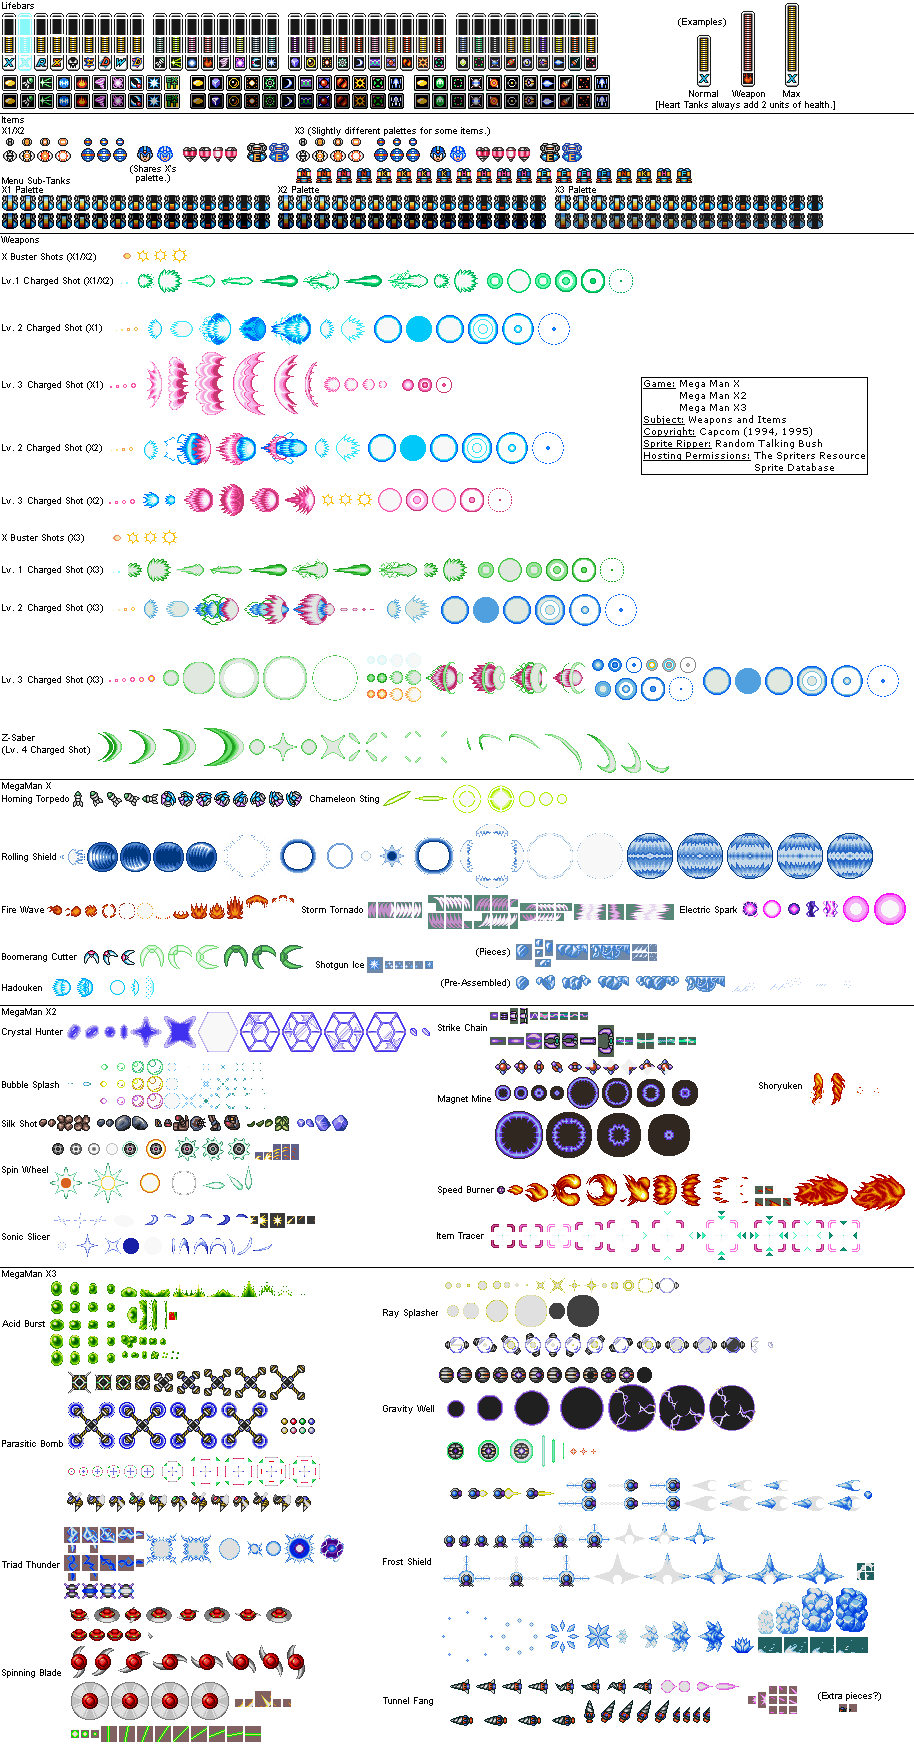 Lifebars
(Examples)
Normal Weapon Max
[Heart Tanks always add 2 units of health.]
Items
X1/X2
X3 (Slightly different palettes for some items.)
(Shares X's
palette.)
Menu Sub-Tanks
X1 Palette
X2 Palette
X3 Palette
Weapons
X Buster Shots (X1/X2)
Lv.1 Charged Shot (X1/X2)
Lv. 2 Charged Shot (X1)
Lv. 3 Charged Shot (X1)
Game: Mega Man X
Mega Man X2
Mega Man X3
Subject: Weapons and Items
Copyright: Capcom (1994, 1995)
Sprite Ripper: Random Talking Bush
Hosting Permissions: The Spriters Resource
Sprite Database
Lv. 2 Charged Shot (X2)
Lv. 3 Charged Shot (X2)
X Buster Shots (X3)
Lv. 1 Charged Shot (X3)
Lv. 2 Charged Shot (X3)
Lv. 3 Charged Shot (X3)
Z-Saber
(Lv. 4 Charged Shot)
MegaMan X
Homing Torpedo
Chameleon Sting
Rolling Shield
Fire Wave
Storm Tornado
Electric Spark
Boomerang Cutter
Shotgun Ice
(Pieces)
(Pre-Assembled)
Hadouken
MegaMan X2
Crystal Hunter
Strike Chain
Bubble Splash
Magnet Mine
Shoryuken
Silk Shot
Spin Wheel
Speed Burner
Sonic Slicer
Item Tracer
MegaMan X3
Acid Burst
Ray Splasher
Parasitic Bomb
Gravity Well
Triad Thunder
Frost Shield
Spinning Blade
Tunnel Fang
(Extra pieces?)